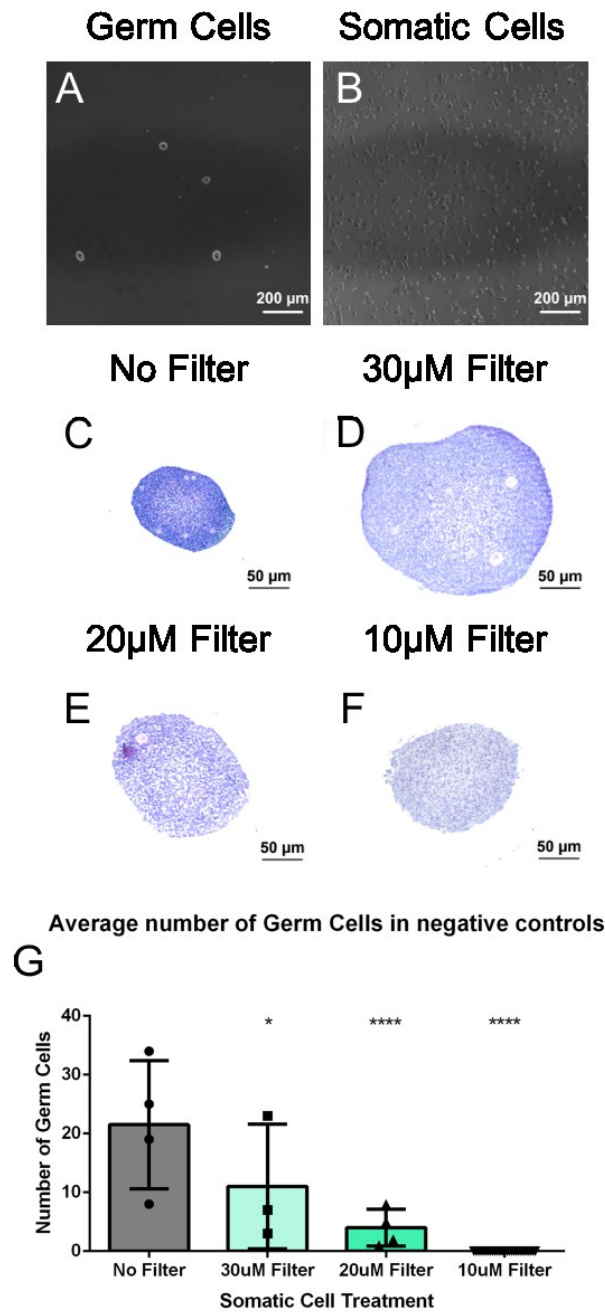 Germ Cells Somatic Cells
A B
200 µm 200 µm
No Filter 30µM Filter
C D
50 µm 50 µm
20µM Filter 10µM Filter
E F
50 µm 50 µm
Average number of Germ Cells in negative controls
G
* **** ****
40
30
20
10
0
Number of Germ Cells
No Filter 30uM Filter 20uM Filter 10uM Filter
Somatic Cell Treatment